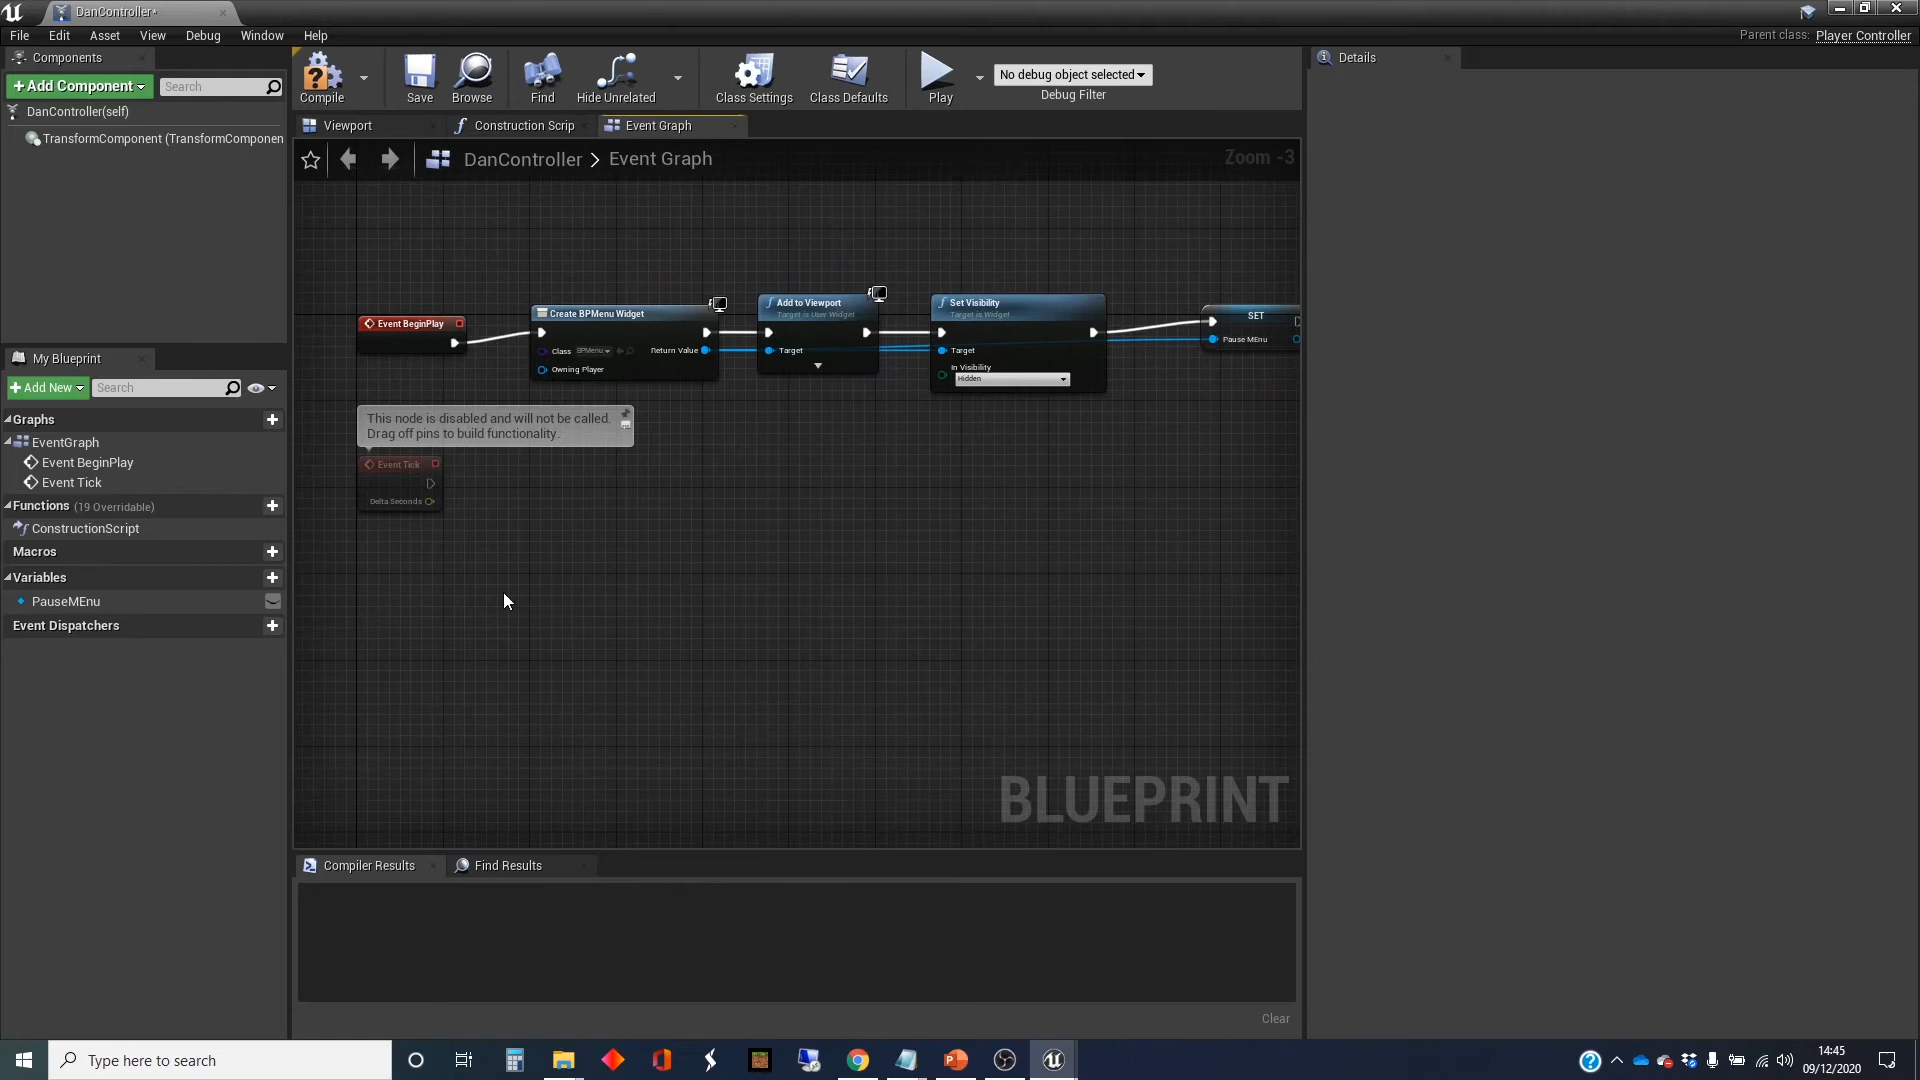 DanController*
File Edit Asset View Debug Window Help
Parent class: Player Controller
Components
+Add Component
Search
DanController(self)
TransformComponent (TransformComponen
Compile
Save
Browse
Find
Hide Unrelated
Class Settings
Class Defaults
Play
No debug object selected
Debug Filter
Details
Viewport
Construction Scrip
Event Graph
DanController > Event Graph
Zoom -3
Event BeginPlay
Create BPMenu Widget
Class BPMenu
Return Value
Owning Player
Add to Viewport
Target is User Widget
Target
Set Visibility
Target is Widget
Target
In Visibility
Hidden
SET
Pause MEnu
This node is disabled and will not be called.
Drag off pins to build functionality.
Event Tick
Delta Seconds
BLUEPRINT
My Blueprint
+Add New
Search
Graphs
EventGraph
Event BeginPlay
Event Tick
Functions (19 Overridable)
ConstructionScript
Macros
Variables
PauseMEnu
Event Dispatchers
Compiler Results
Find Results
Clear
Type here to search
14:45
09/12/2020